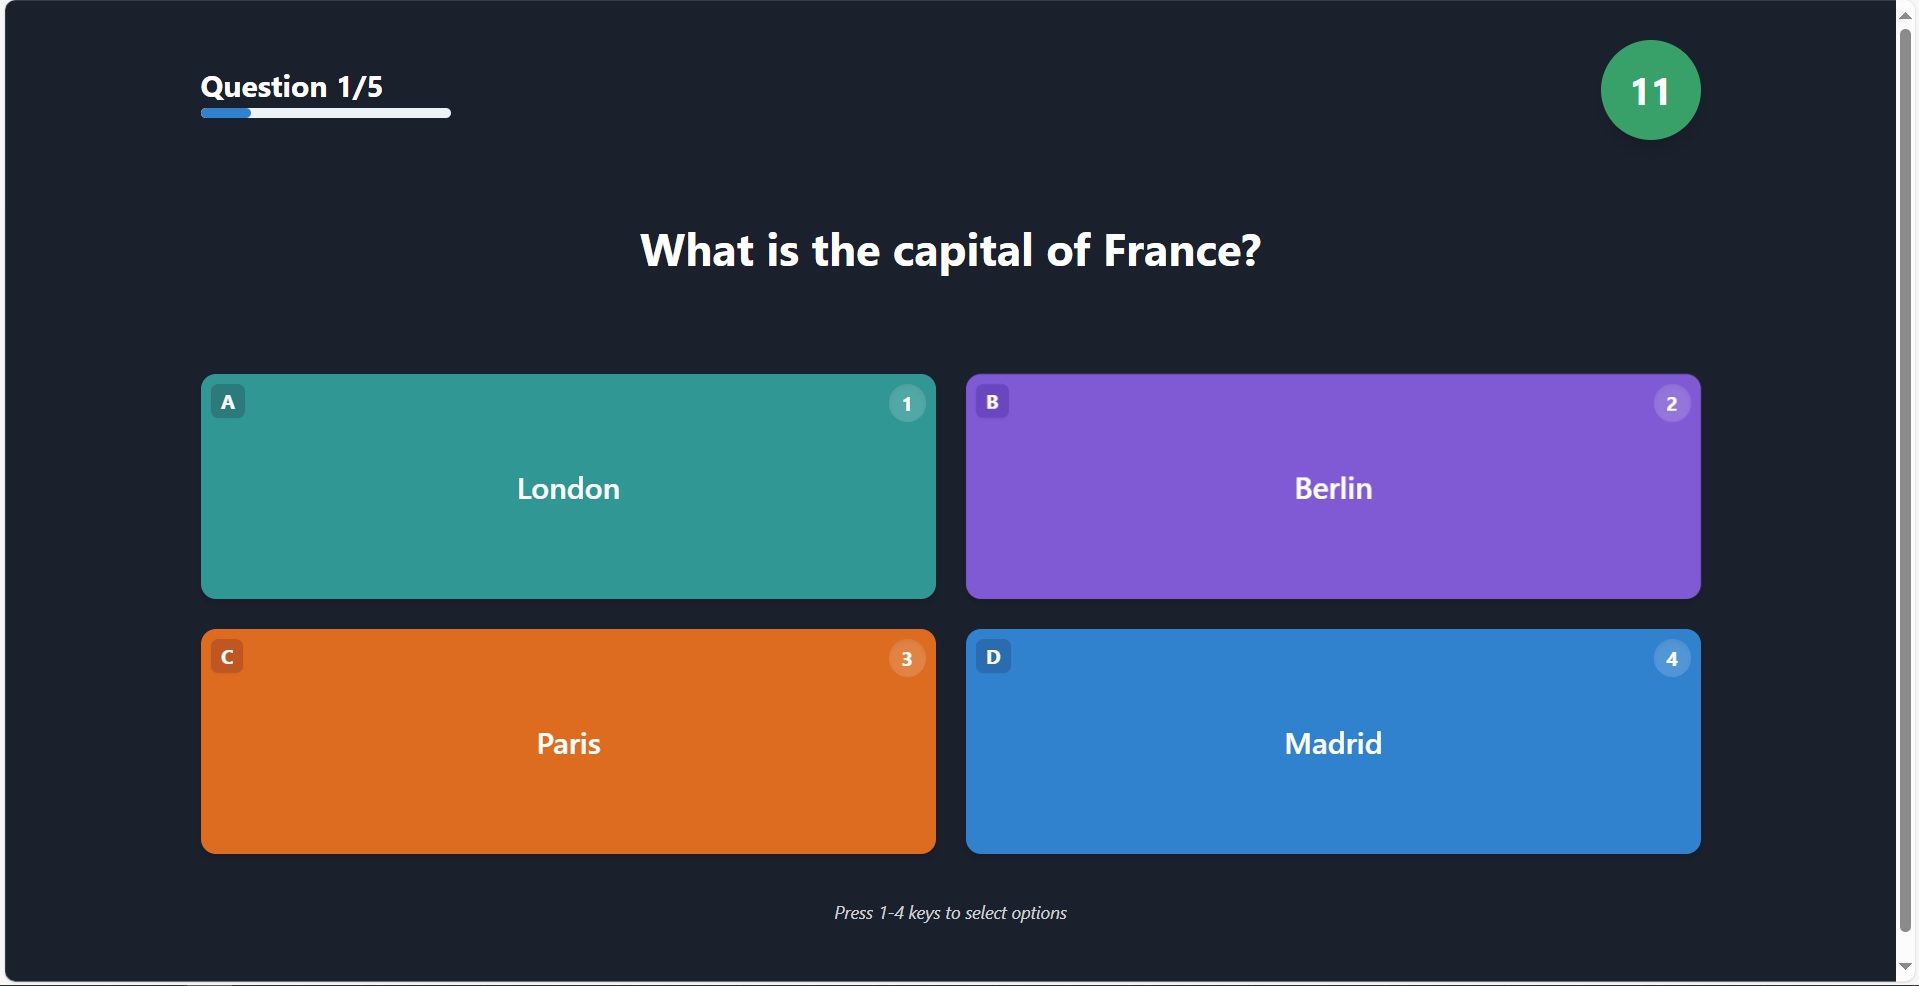 Question 1/5
11
What is the capital of France?
A
1
London
B
2
Berlin
C
3
Paris
D
4
Madrid
Press 1-4 keys to select options